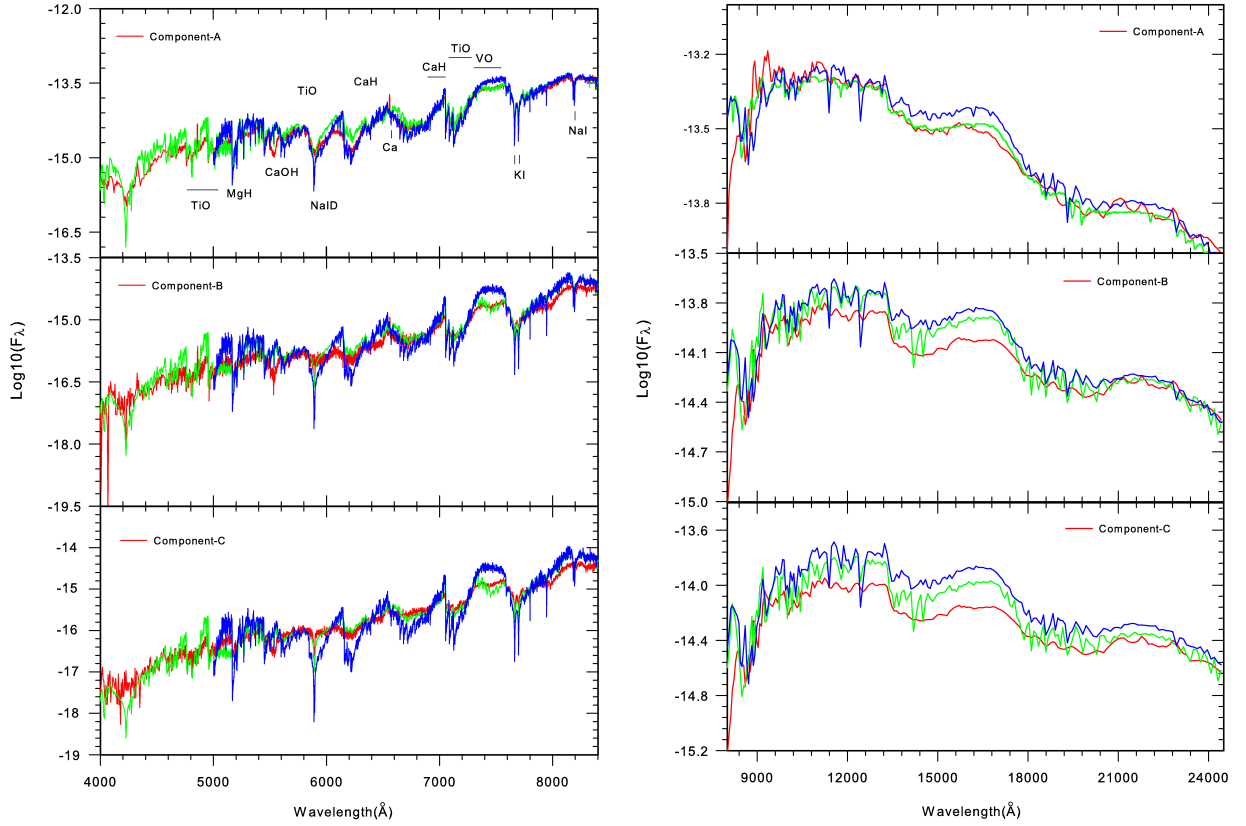 -12.0
Component-A
-13.5
-15.0
-16.5
TiO
MgH
CaOH
TiO
NaID
CaH
Ca
CaH
TiO
VO
KI
NaI
-13.5
Component-B
-15.0
-16.5
-18.0
-19.5
Component-C
-14
-15
-16
-17
-18
-19
4000 5000 6000 7000 8000
Wavelength(Å)
Log10(Fλ)
Component-A
-13.2
-13.5
-13.8
-13.5
Component-B
-13.8
-14.1
-14.4
-14.7
-15.0
Component-C
-13.6
-14.0
-14.4
-14.8
-15.2
9000 12000 15000 18000 21000 24000
Wavelength(Å)
Log10(Fλ)